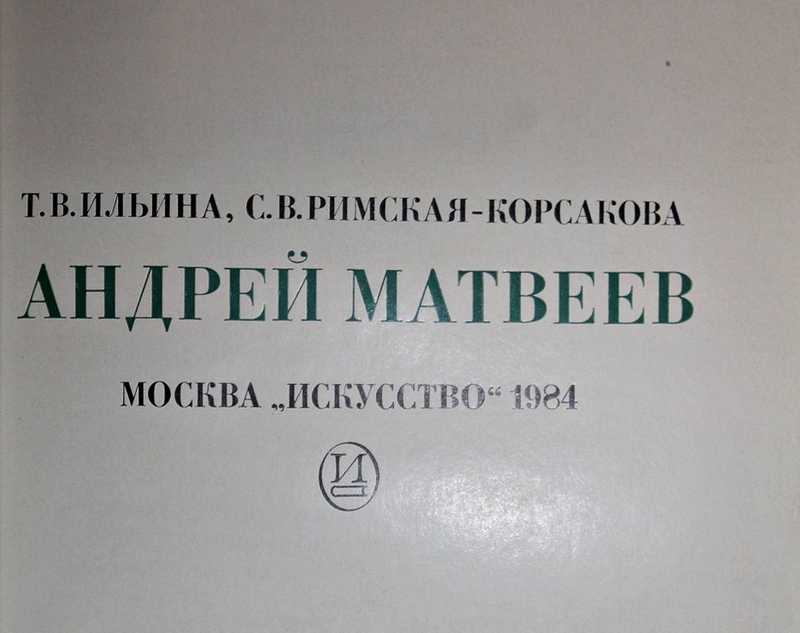 Т.В.ИЛЬИНА, С.В.РИМСКАЯ-КОРСАКОВА
АНДРЕЙ МАТВЕЕВ
МОСКВА „ИСКУССТВО“ 1984
И